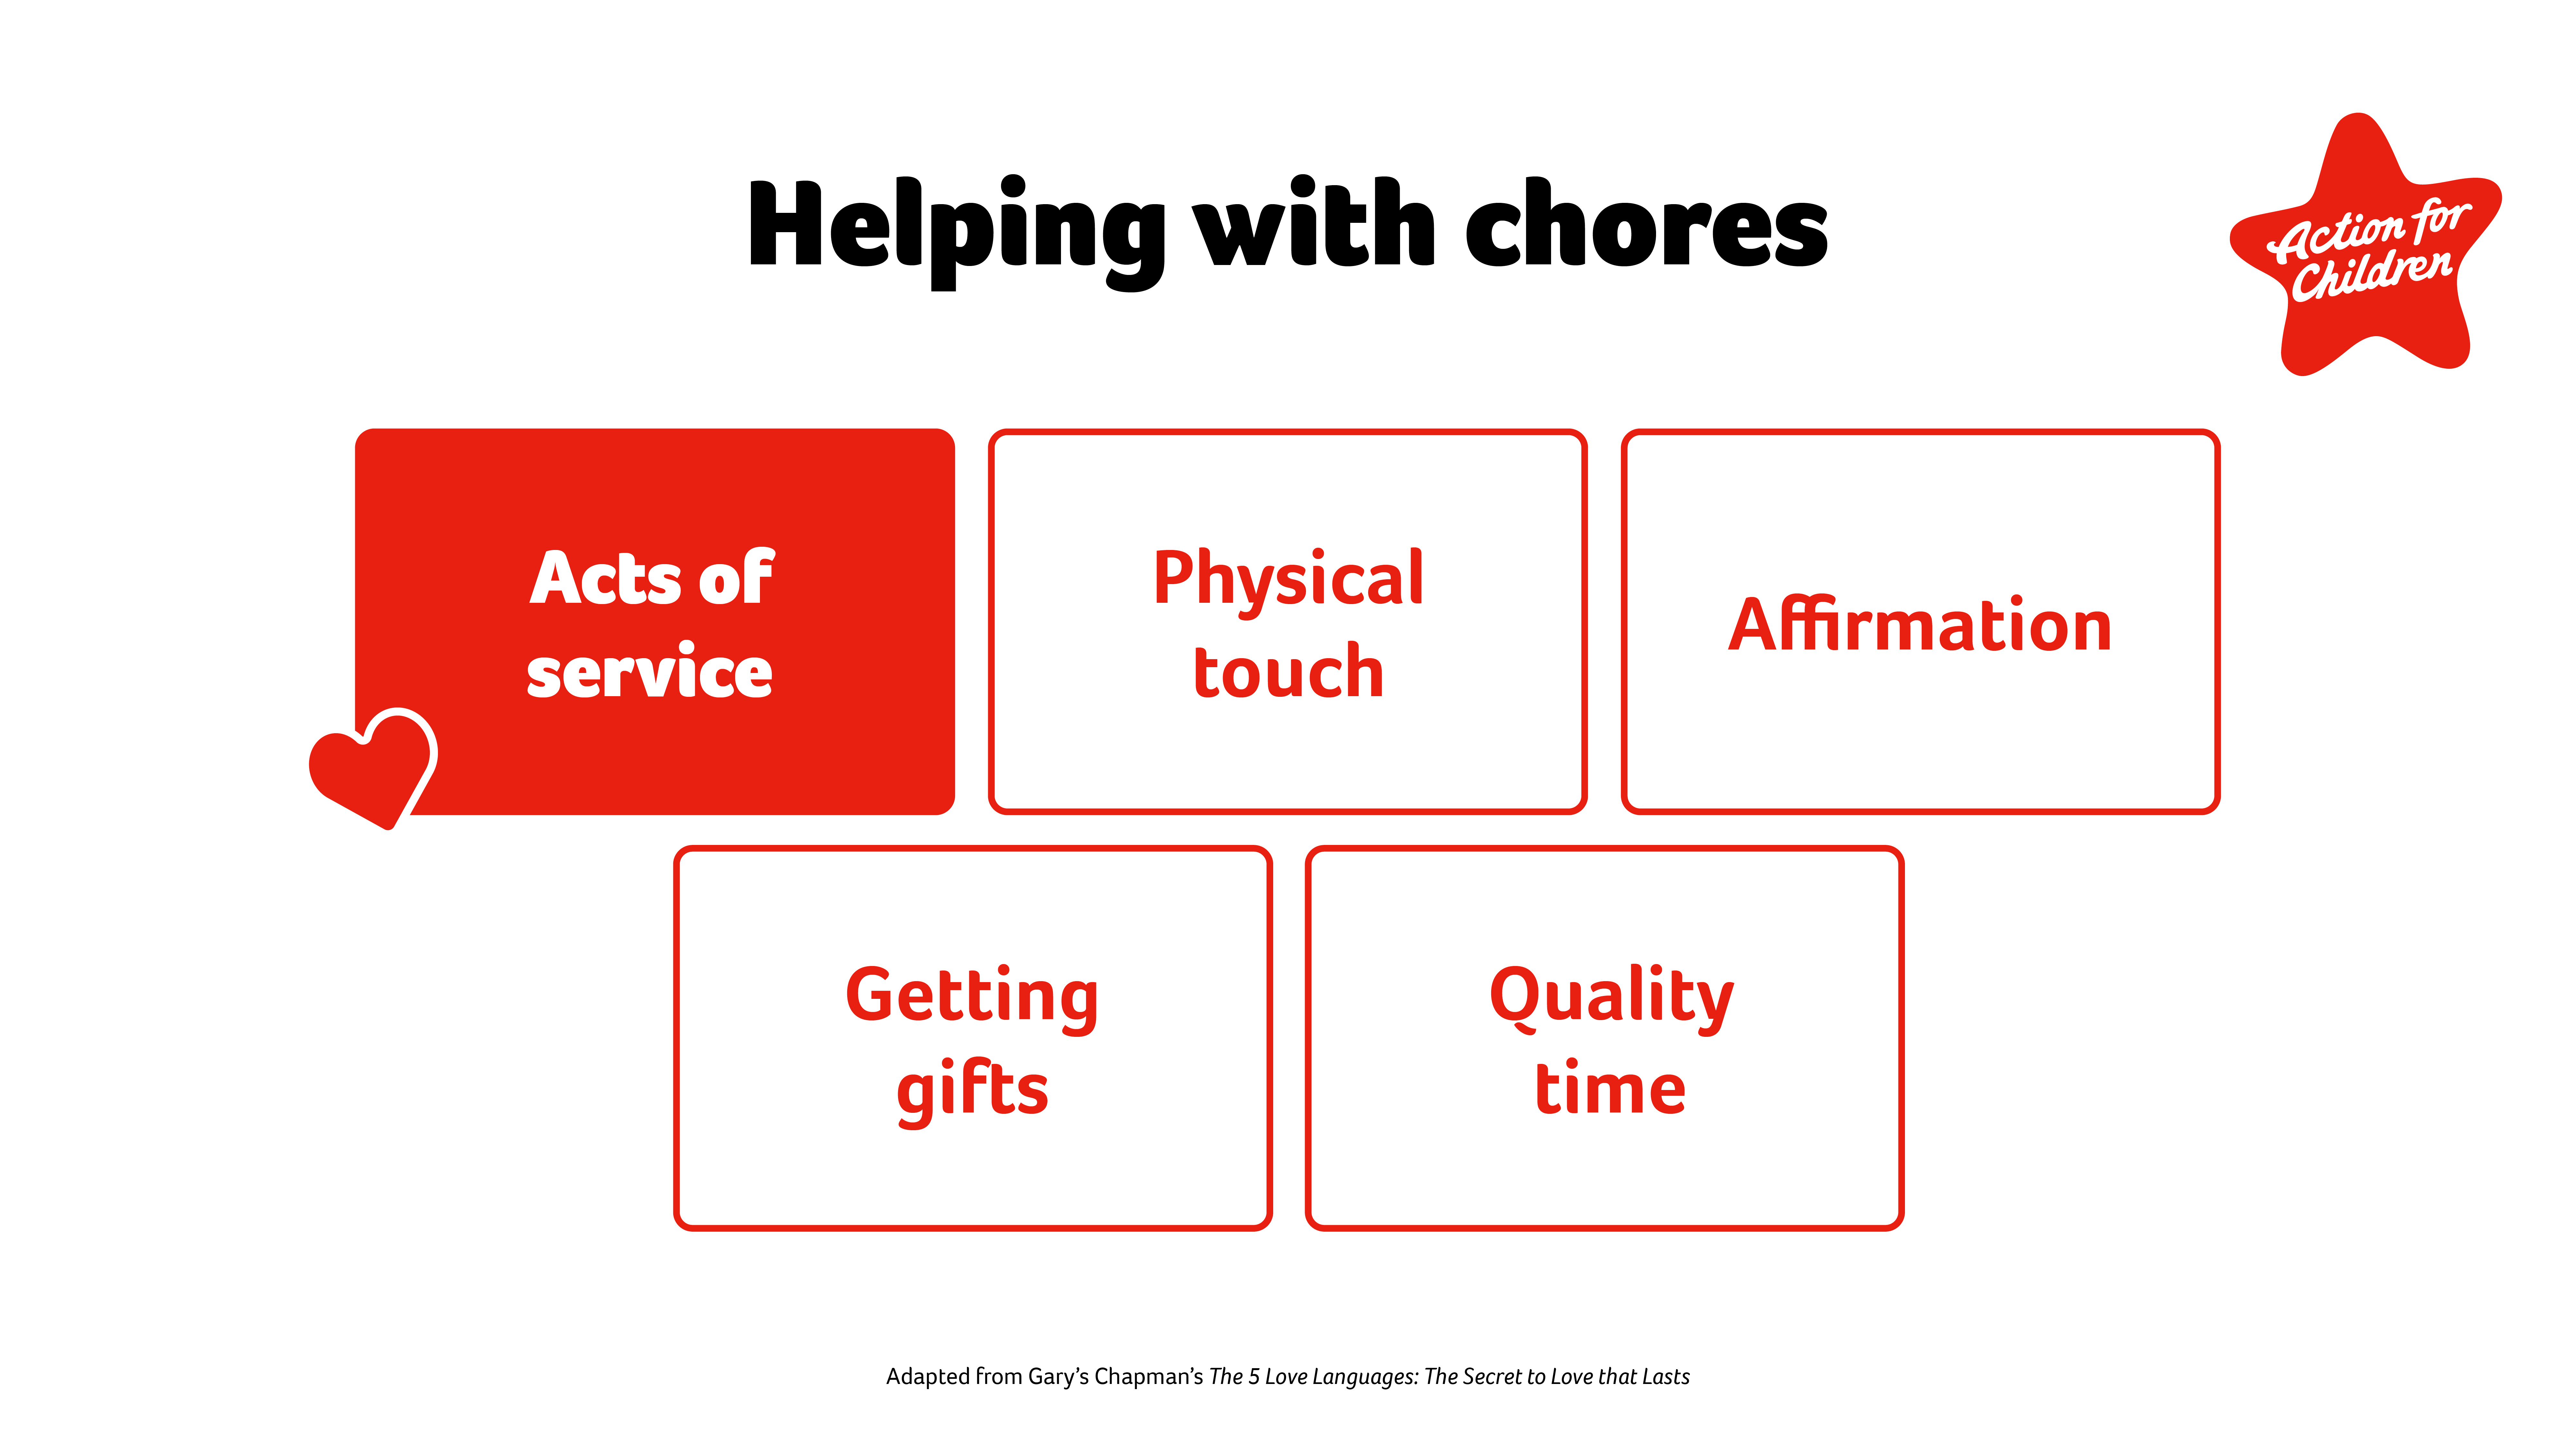 Helping with chores
Action for
Children
Acts of
service
Physical
touch
Affirmation
Getting
gifts
Quality
time
Adapted from Gary’s Chapman’s The 5 Love Languages: The Secret to Love that Lasts